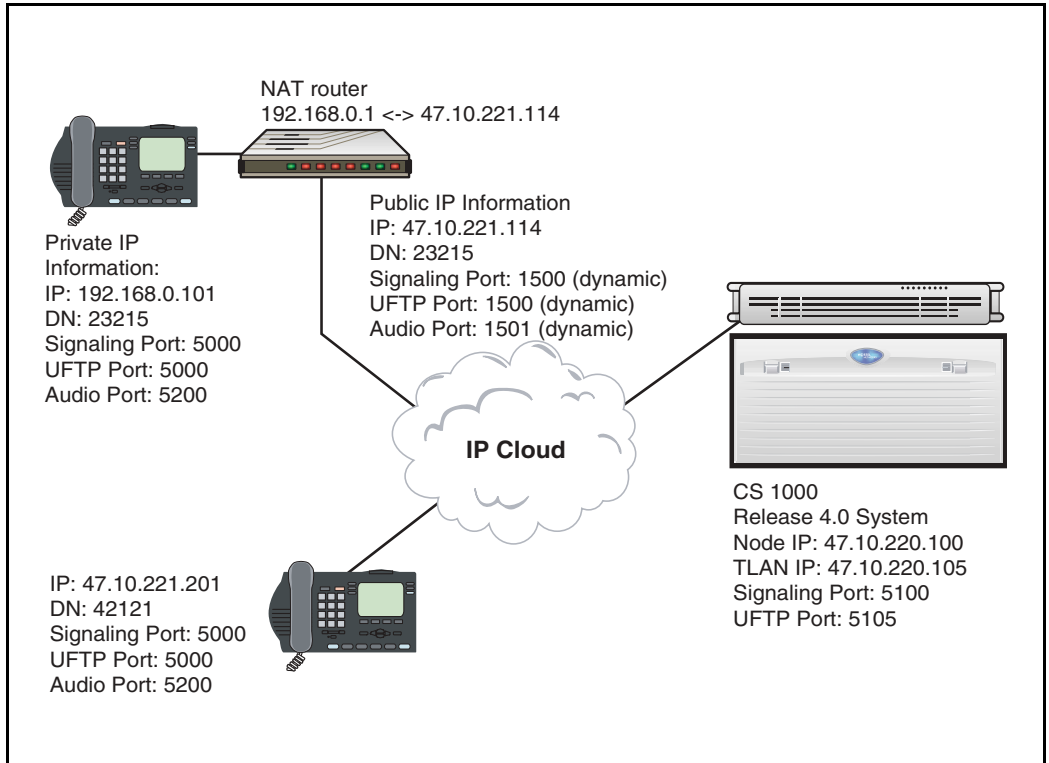 NAT router
192.168.0.1 <-> 47.10.221.114
Private IP
Information:
IP: 192.168.0.101
DN: 23215
Signaling Port: 5000
UFTP Port: 5000
Audio Port: 5200
Public IP Information
IP: 47.10.221.114
DN: 23215
Signaling Port: 1500 (dynamic)
UFTP Port: 1500 (dynamic)
Audio Port: 1501 (dynamic)
IP Cloud
CS 1000
Release 4.0 System
Node IP: 47.10.220.100
TLAN IP: 47.10.220.105
Signaling Port: 5100
UFTP Port: 5105
IP: 47.10.221.201
DN: 42121
Signaling Port: 5000
UFTP Port: 5000
Audio Port: 5200